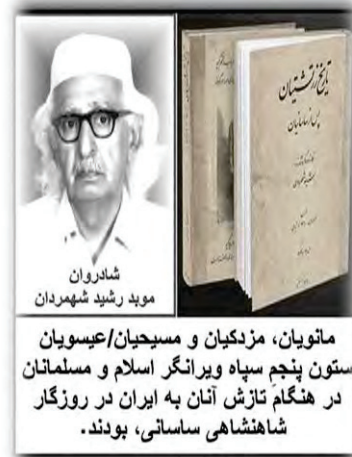 تاریخ زرتشتیان
پس از ساسانیان
شادروان
موبد رشید شهمردان
مانویان، مزدکیان و مسیحیان/عیسویان
ستون پنجمِ سپاه ویرانگر اسلام و مسلمانان
در هنگامَ تازش آنان به ایران در روزگار
شاهنشاهی ساسانی، بودند.